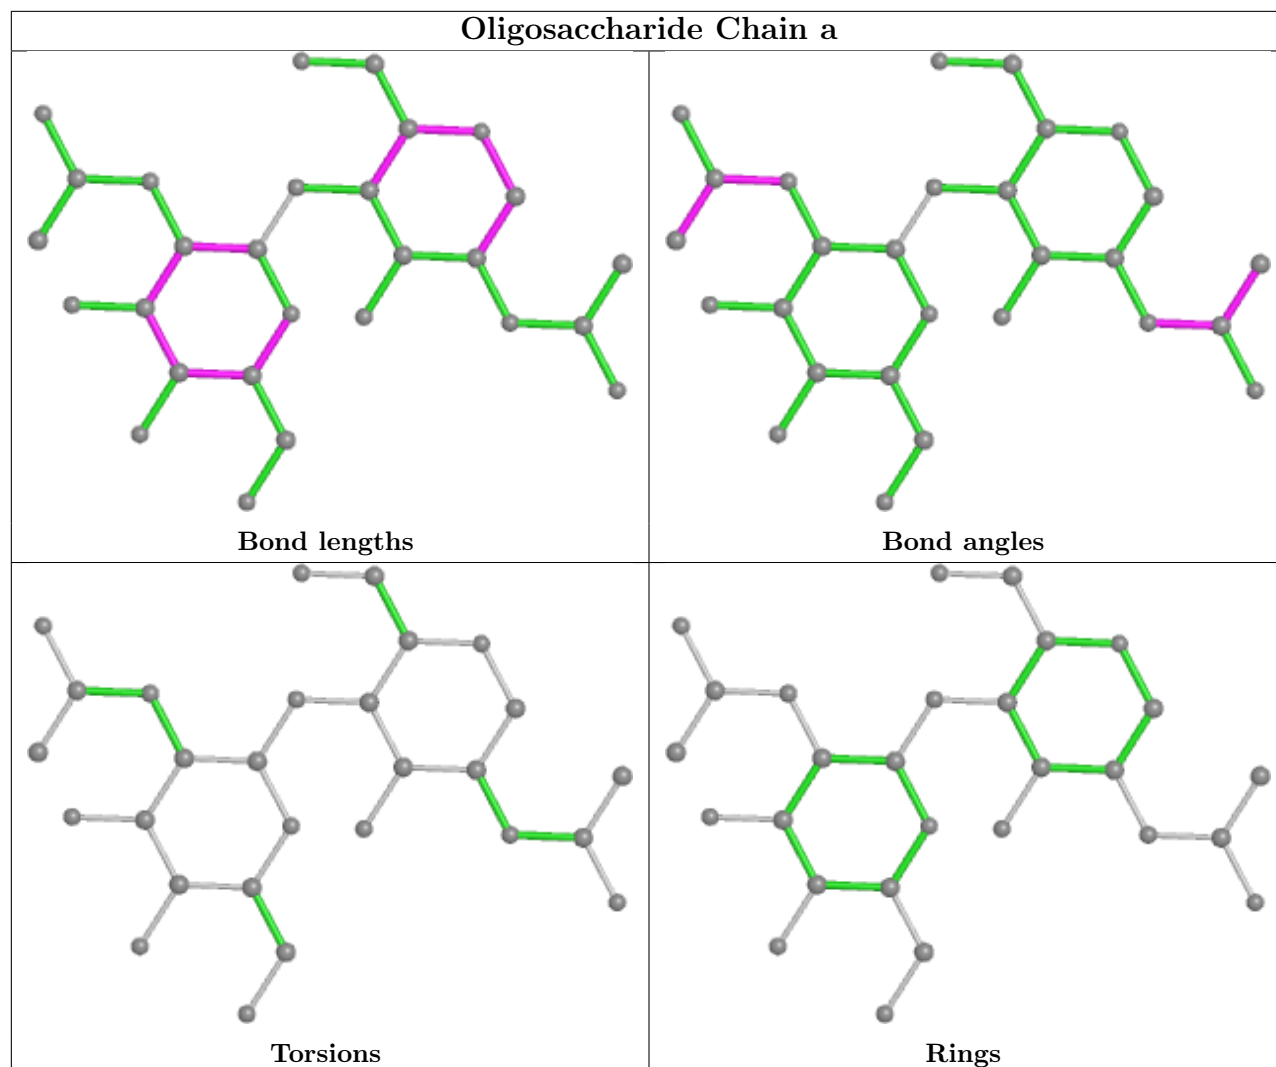 Oligosaccharide Chain a
Bond lengths
Bond angles
Torsions
Rings